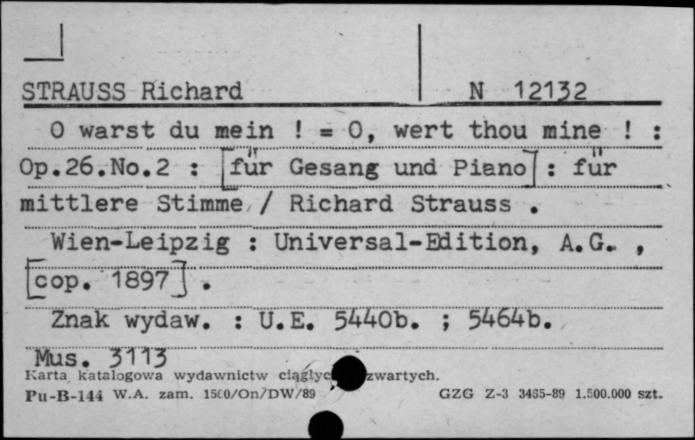 STRAUSS Richard N 12132
O warst du mein ! = O, wert thou mine ! :
Op.26.No.2 : [für Gesang und Piano] : für
mittlere Stimme / Richard Strauss .
Wien-Leipzig : Universal-Edition, A.G. ,
[cop. 1897] .
Znak wydaw. : U.E. 5440b. ; 5464b.
Mus. 3113
Karta katalogowa wydawnictw zwartych.
Pu-B-144 W.A. zam. 1500/On/DW/89 GZG Z-3 3465-89 1.500.000 szt.